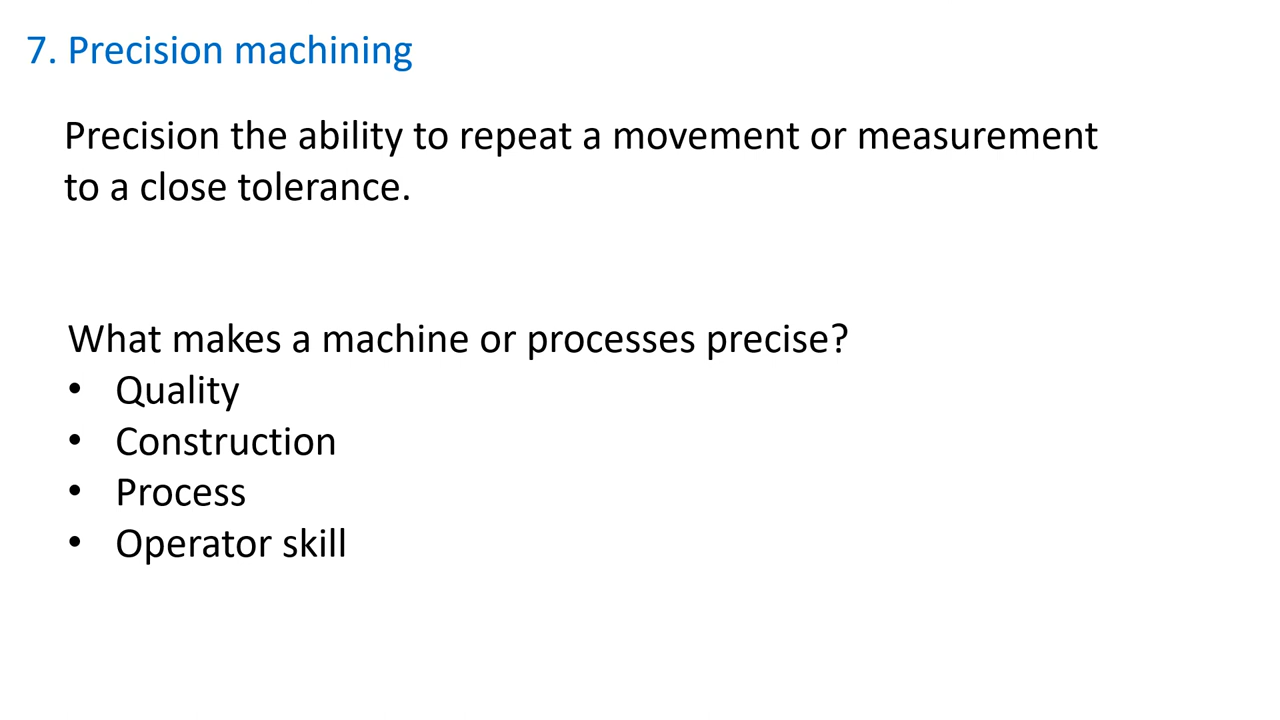 7. Precision machining
Precision the ability to repeat a movement or measurement
to a close tolerance.
What makes a machine or processes precise?
• Quality
• Construction
• Process
• Operator skill